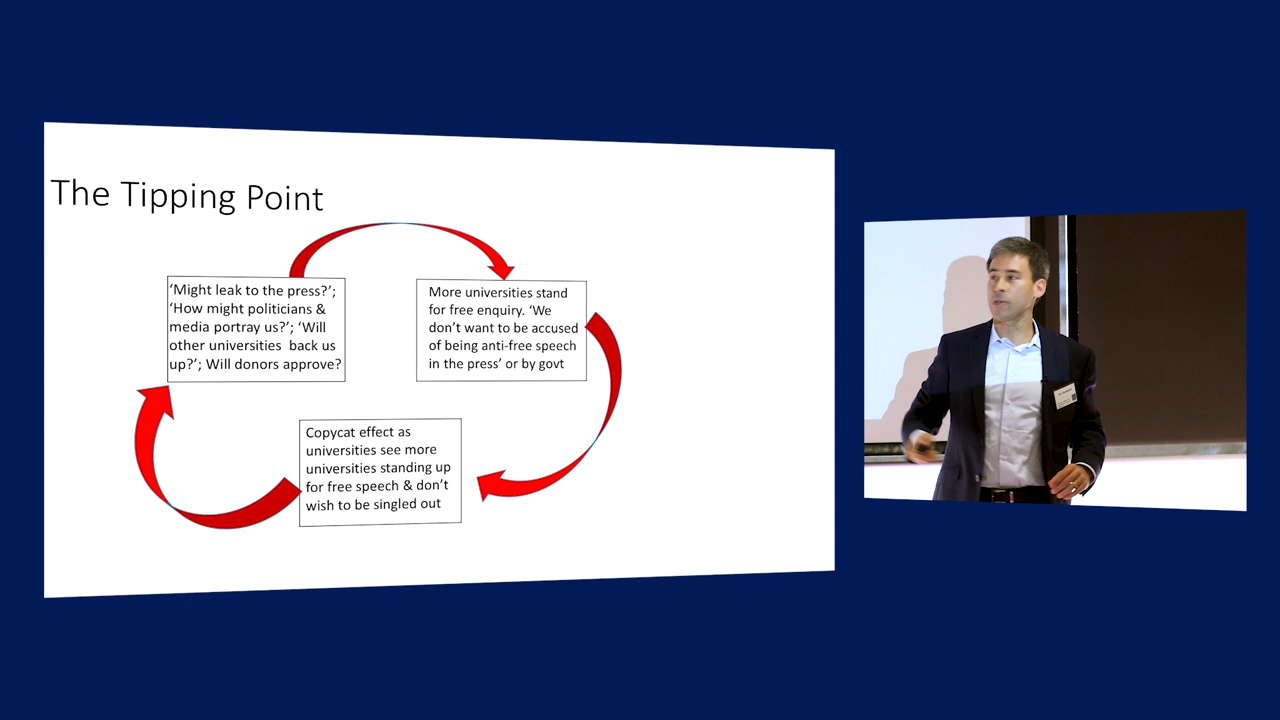 The Tipping Point
‘Might leak to the press?’;
‘How might politicians &
media portray us?’; ‘Will
other universities back us
up?’; Will donors approve?
More universities stand
for free enquiry. ‘We
don’t want to be accused
of being anti-free speech
in the press’ or by govt
Copycat effect as
universities see more
universities standing up
for free speech & don’t
wish to be singled out